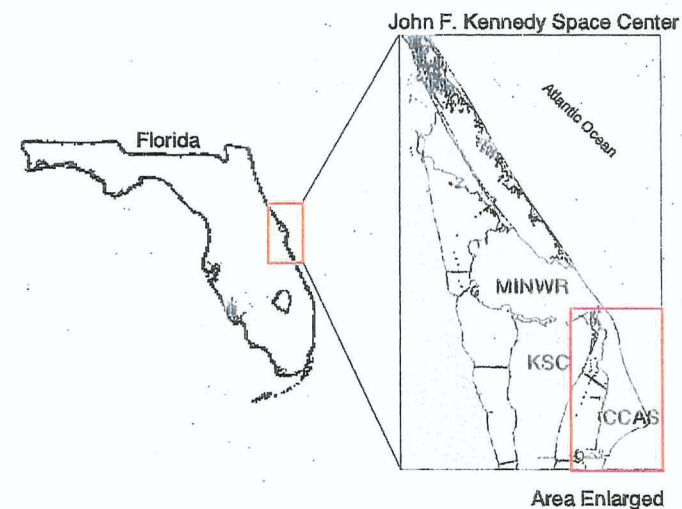 John F. Kennedy Space Center
Florida
Atlantic Ocean
MINWR
KSC
CCAS
Area Enlarged